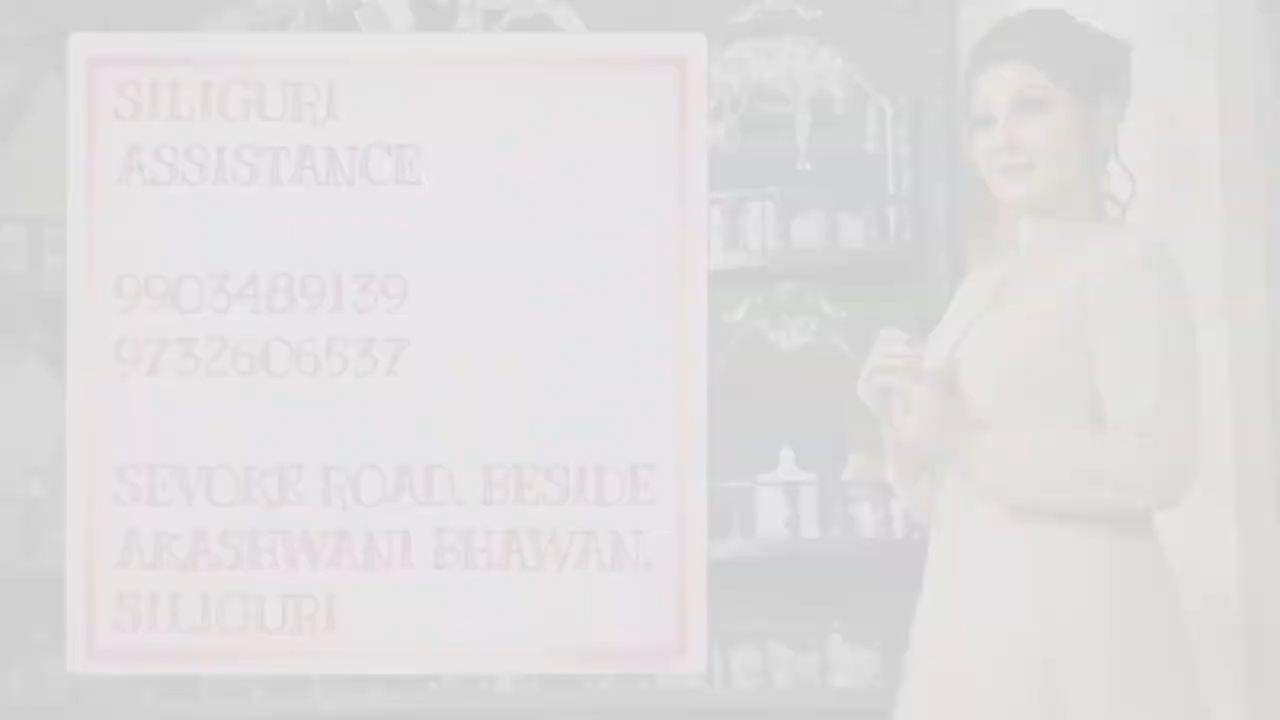 SILIGURI
ASSISTANCE
9903489139
9732606537
SEVOKE ROAD, BESIDE
AKASHWANI BHAWAN,
SILIGURI